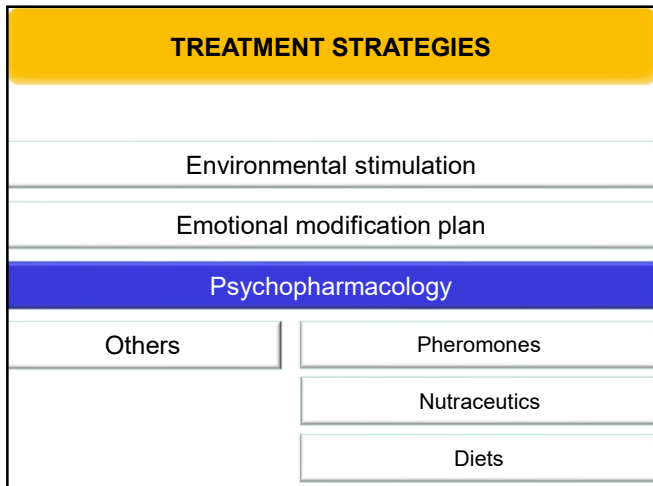 TREATMENT STRATEGIES
Environmental stimulation
Emotional modification plan
Psychopharmacology
Others
Pheromones
Nutraceutics
Diets